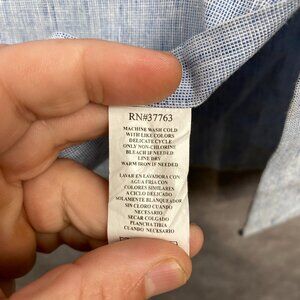 RN#37763
MACHINE WASH COLD
WITH LIKE COLORS
DELICATE CYCLE
ONLY NON-CHLORINE
BLEACH IF NEEDED
LINE DRY
WARM IRON IF NEEDED
LAVAR EN LAVADORA CON
AGUA FRIA CON
COLORES SIMILARES
A CICLO DELICADO
SOLAMENTE BLANQUEADOR
SIN CLORO CUANDO
NECESARIO
SECAR COLGADO
PLANCHA TIBIA
CUANDO NECESARIO